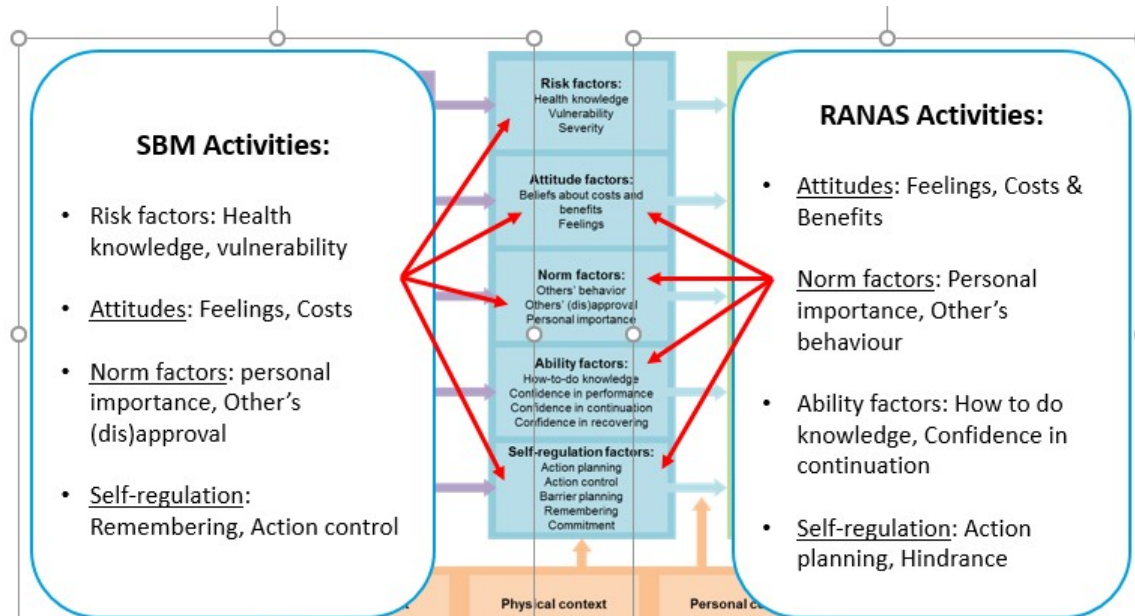 SBM Activities:
• Risk factors: Health
knowledge, vulnerability
• Attitudes: Feelings, Costs
• Norm factors: personal
importance, Other's
(dis)approval
• Self-regulation:
Remembering, Action control
Risk factors:
Health knowledge
Vulnerability
Severity
Attitude factors:
Beliefs about costs and
benefits
Feelings
Norm factors:
Others' behavior
Others' (dis)approval
Personal importance
Ability factors:
How-to-do knowledge
Confidence in performance
Confidence in continuation
Confidence in recovering
Self-regulation factors:
Action planning
Action control
Barrier planning
Remembering
Commitment
RANAS Activities:
• Attitudes: Feelings, Costs &
Benefits
• Norm factors: Personal
importance, Other's
behaviour
• Ability factors: How to do
knowledge, Confidence in
continuation
• Self-regulation: Action
planning, Hindrance
Physical context
Personal